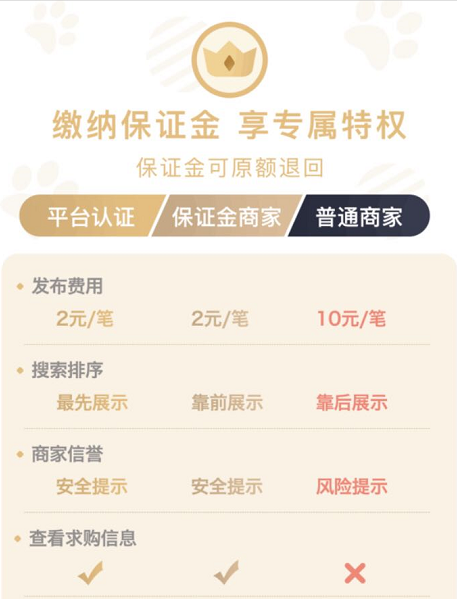 缴纳保证金 享专属特权
保证金可原额退回
平台认证 保证金商家 普通商家
发布费用
2元/笔 2元/笔 10元/笔
搜索排序
最先展示 靠前展示 靠后展示
商家信誉
安全提示 安全提示 风险提示
查看求购信息